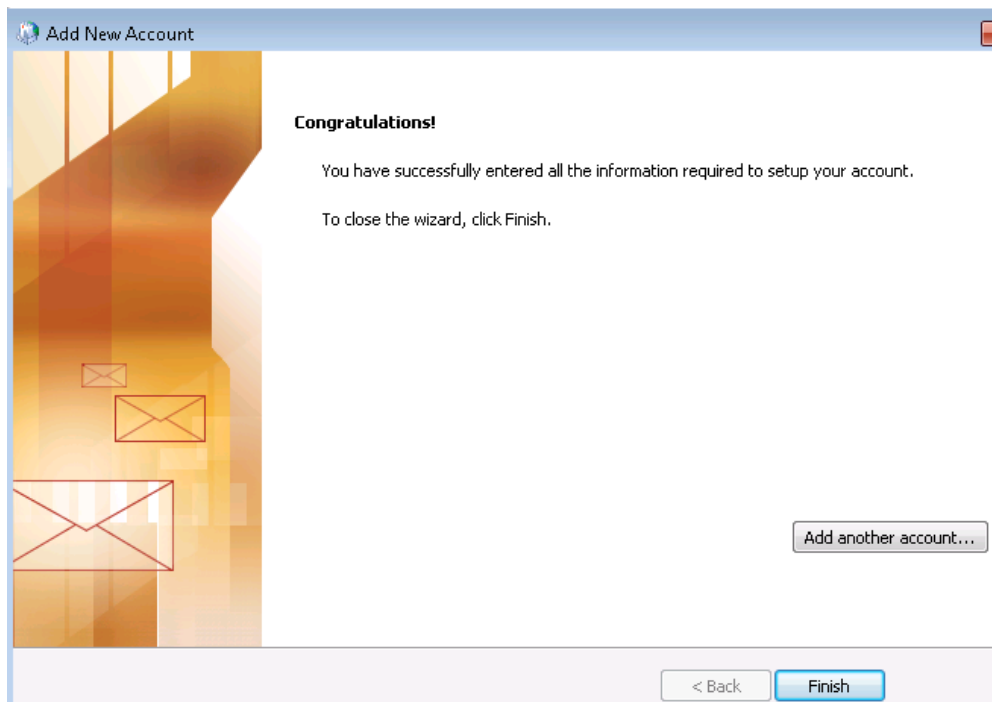 Add New Account
Congratulations!
You have successfully entered all the information required to setup your account.
To close the wizard, click Finish.
Add another account...
< Back
Finish